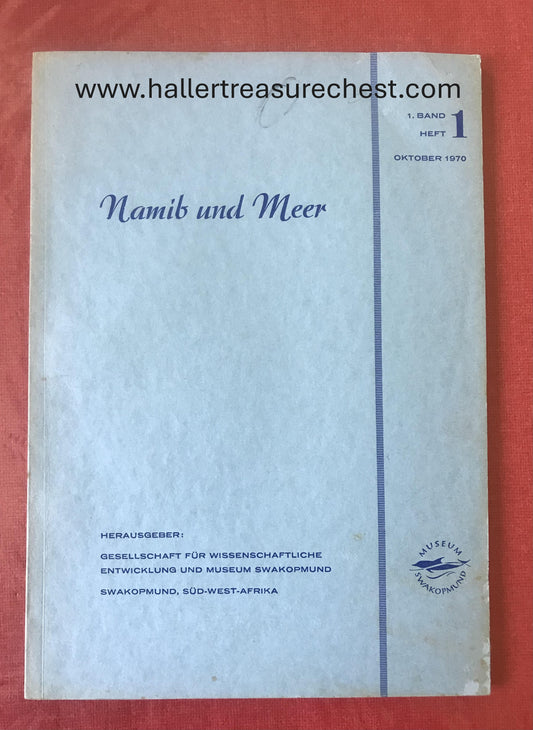 www.hallertreasurechest.com
1. BAND
HEFT 1
OKTOBER 1970
Namib und Meer
HERAUSGEBER:
GESELLSCHAFT FÜR WISSENSCHAFTLICHE
ENTWICKLUNG UND MUSEUM SWAKOPMUND
SWAKOPMUND, SÜD-WEST-AFRIKA
MUSEUM
SWAKOPMUND